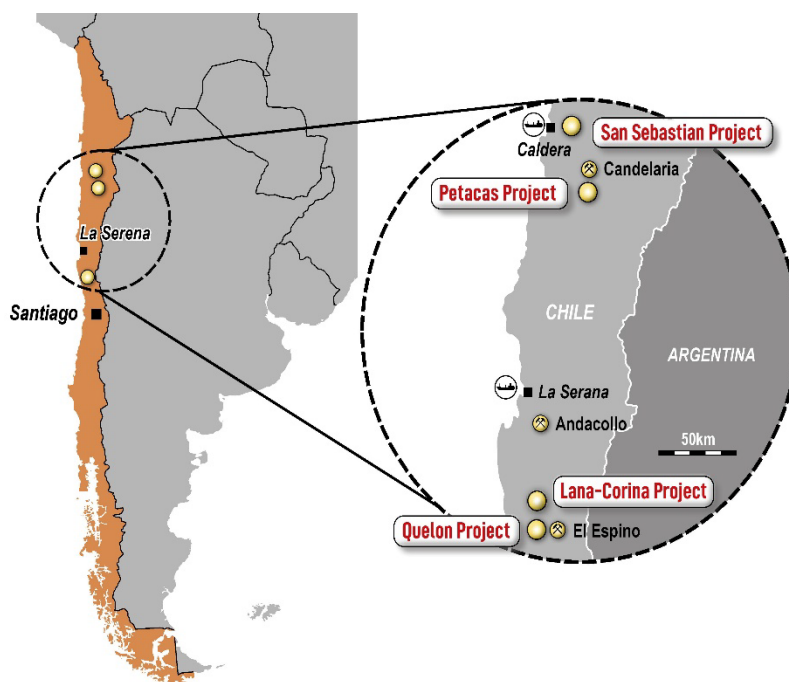 La Serena
Santiago
Caldera
San Sebastian Project
Candelaria
Petacas Project
CHILE
ARGENTINA
La Serana
Andacollo
50km
Lana-Corina Project
Quelon Project
El Espino